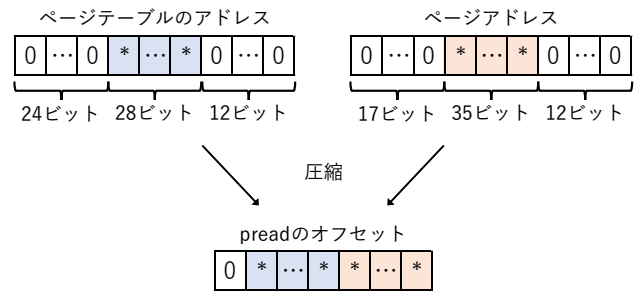 ページテーブルのアドレス
ページアドレス
0 … 0 * … * 0 … 0
0 … 0 * … * 0 … 0
24ビット 28ビット 12ビット
17ビット 35ビット 12ビット
圧縮
preadのオフセット
0 * … * * … *